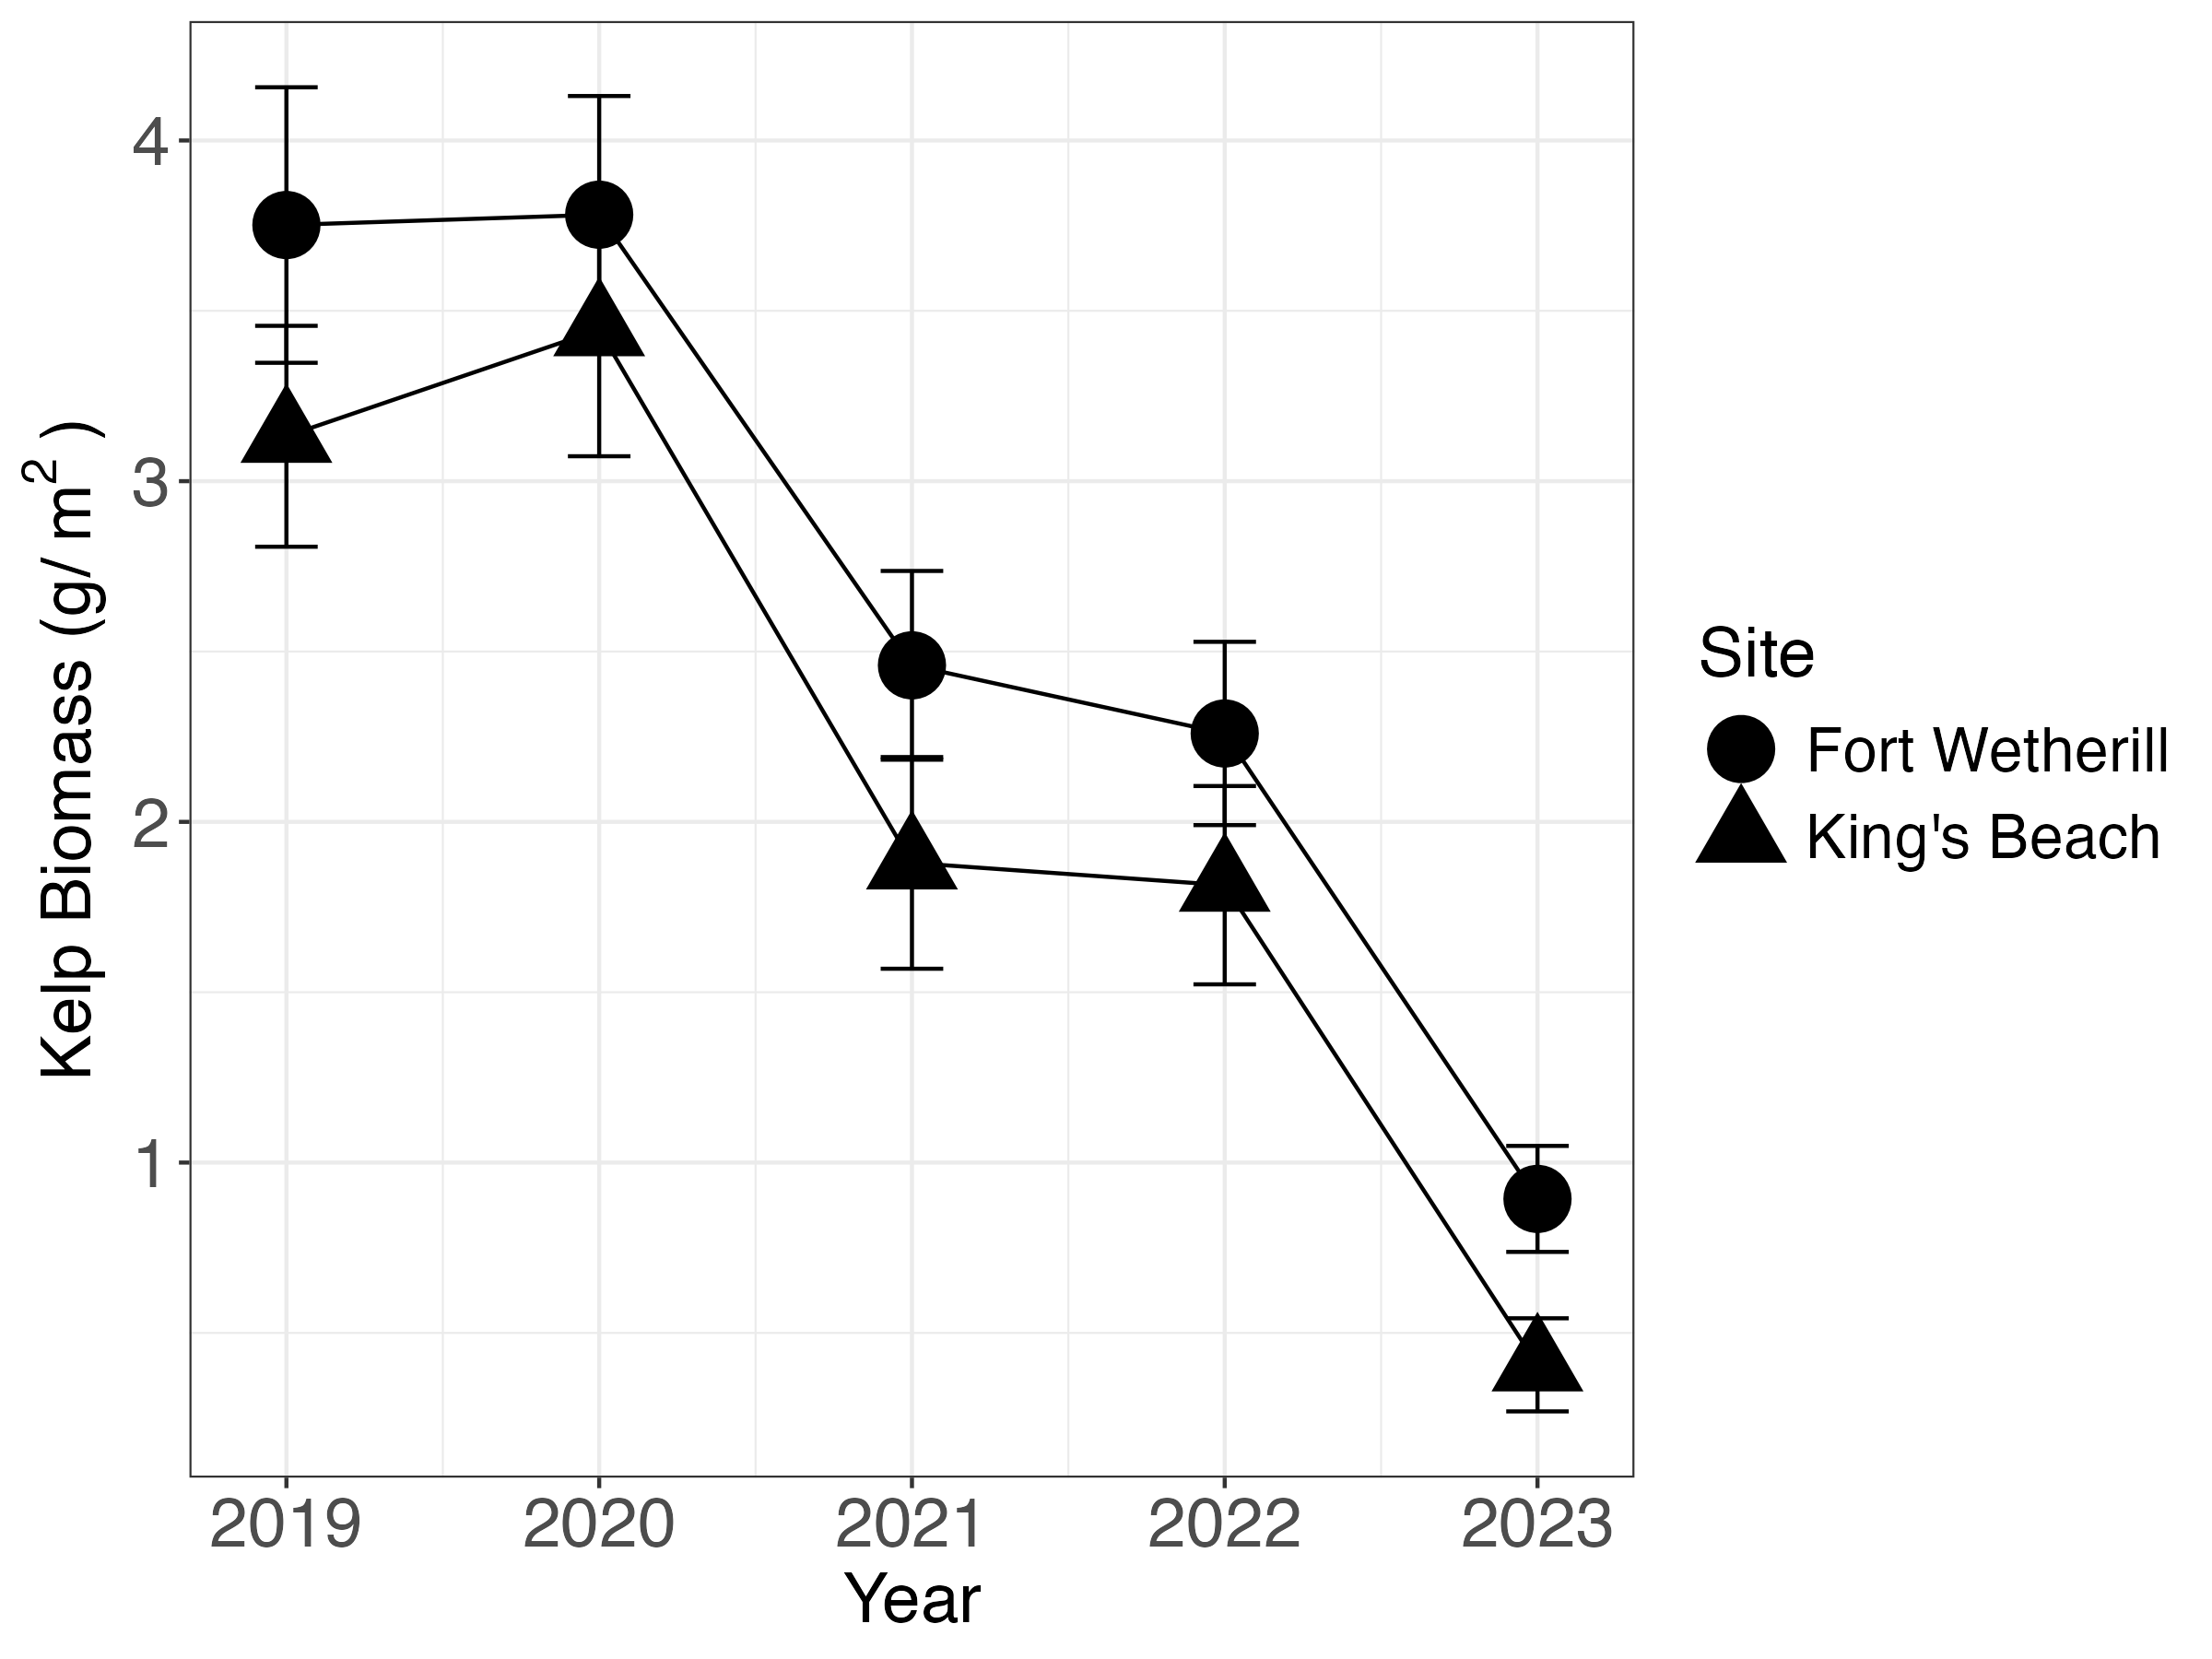 Kelp Biomass (g/ m²)
4
3
2
1
2019 2020 2021 2022 2023
Year
Site
Fort Wetherill
King's Beach